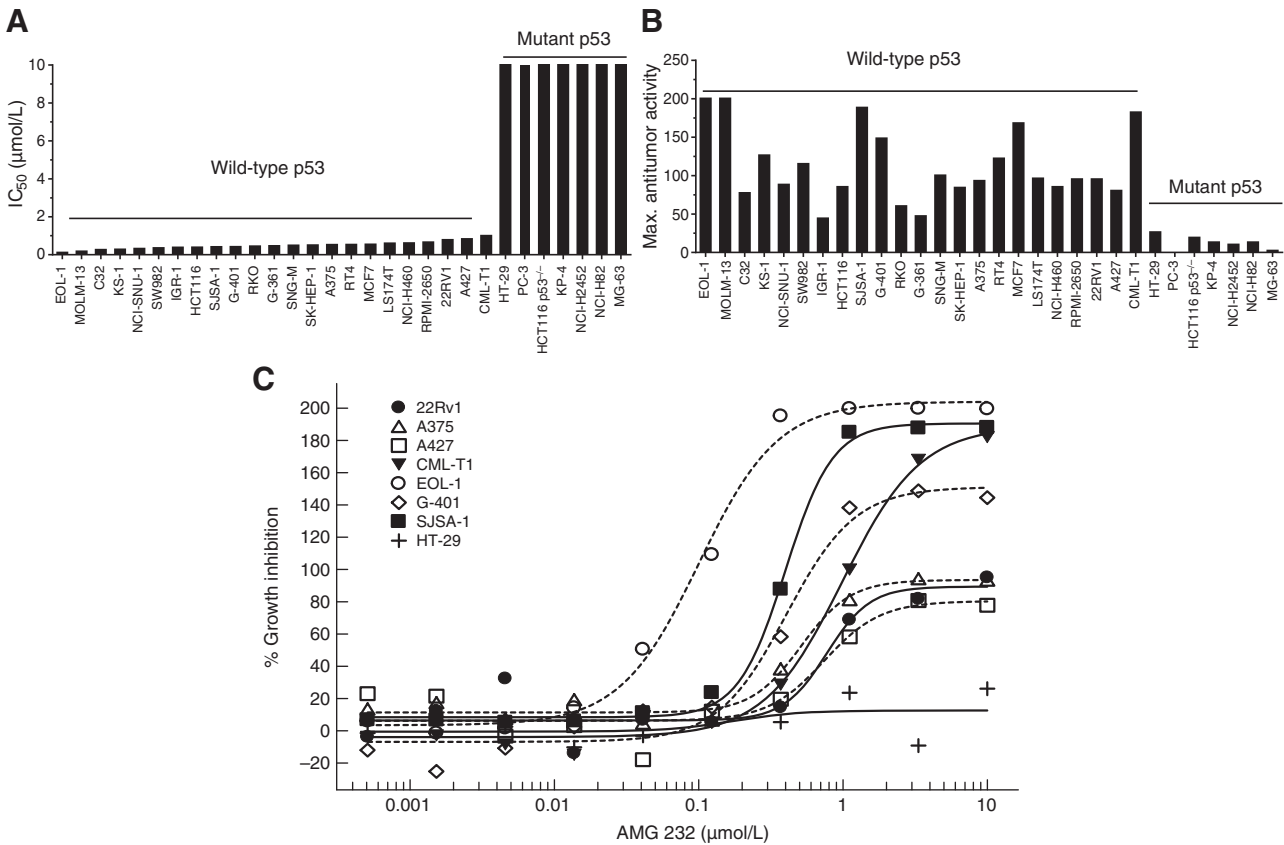 A
Mutant p53
Wild-type p53
IC50 (µmol/L)
10
8
6
4
2
0
EOL-1
MOLM-13
C32
KS-1
NCI-SNU-1
SW982
IGR-1
HCT116
SJSA-1
G-401
RKO
G-361
SNG-M
SK-HEP-1
A375
RT4
MCF7
LS174T
NCI-H460
RPMI-2650
22RV1
A427
CML-T1
HT-29
PC-3
HCT116 p53−/−
KP-4
NCI-H2452
NCI-H82
MG-63
B
Wild-type p53
Mutant p53
Max. antitumor activity
250
200
150
100
50
0
EOL-1
MOLM-13
C32
KS-1
NCI-SNU-1
SW982
IGR-1
HCT116
SJSA-1
G-401
RKO
G-361
SNG-M
SK-HEP-1
A375
RT4
MCF7
LS174T
NCI-H460
RPMI-2650
22RV1
A427
CML-T1
HT-29
PC-3
HCT116 p53−/−
KP-4
NCI-H2452
NCI-H82
MG-63
C
% Growth inhibition
200
180
160
140
120
100
80
60
40
20
0
−20
22Rv1
A375
A427
CML-T1
EOL-1
G-401
SJSA-1
HT-29
0.001
0.01
0.1
1
10
AMG 232 (µmol/L)